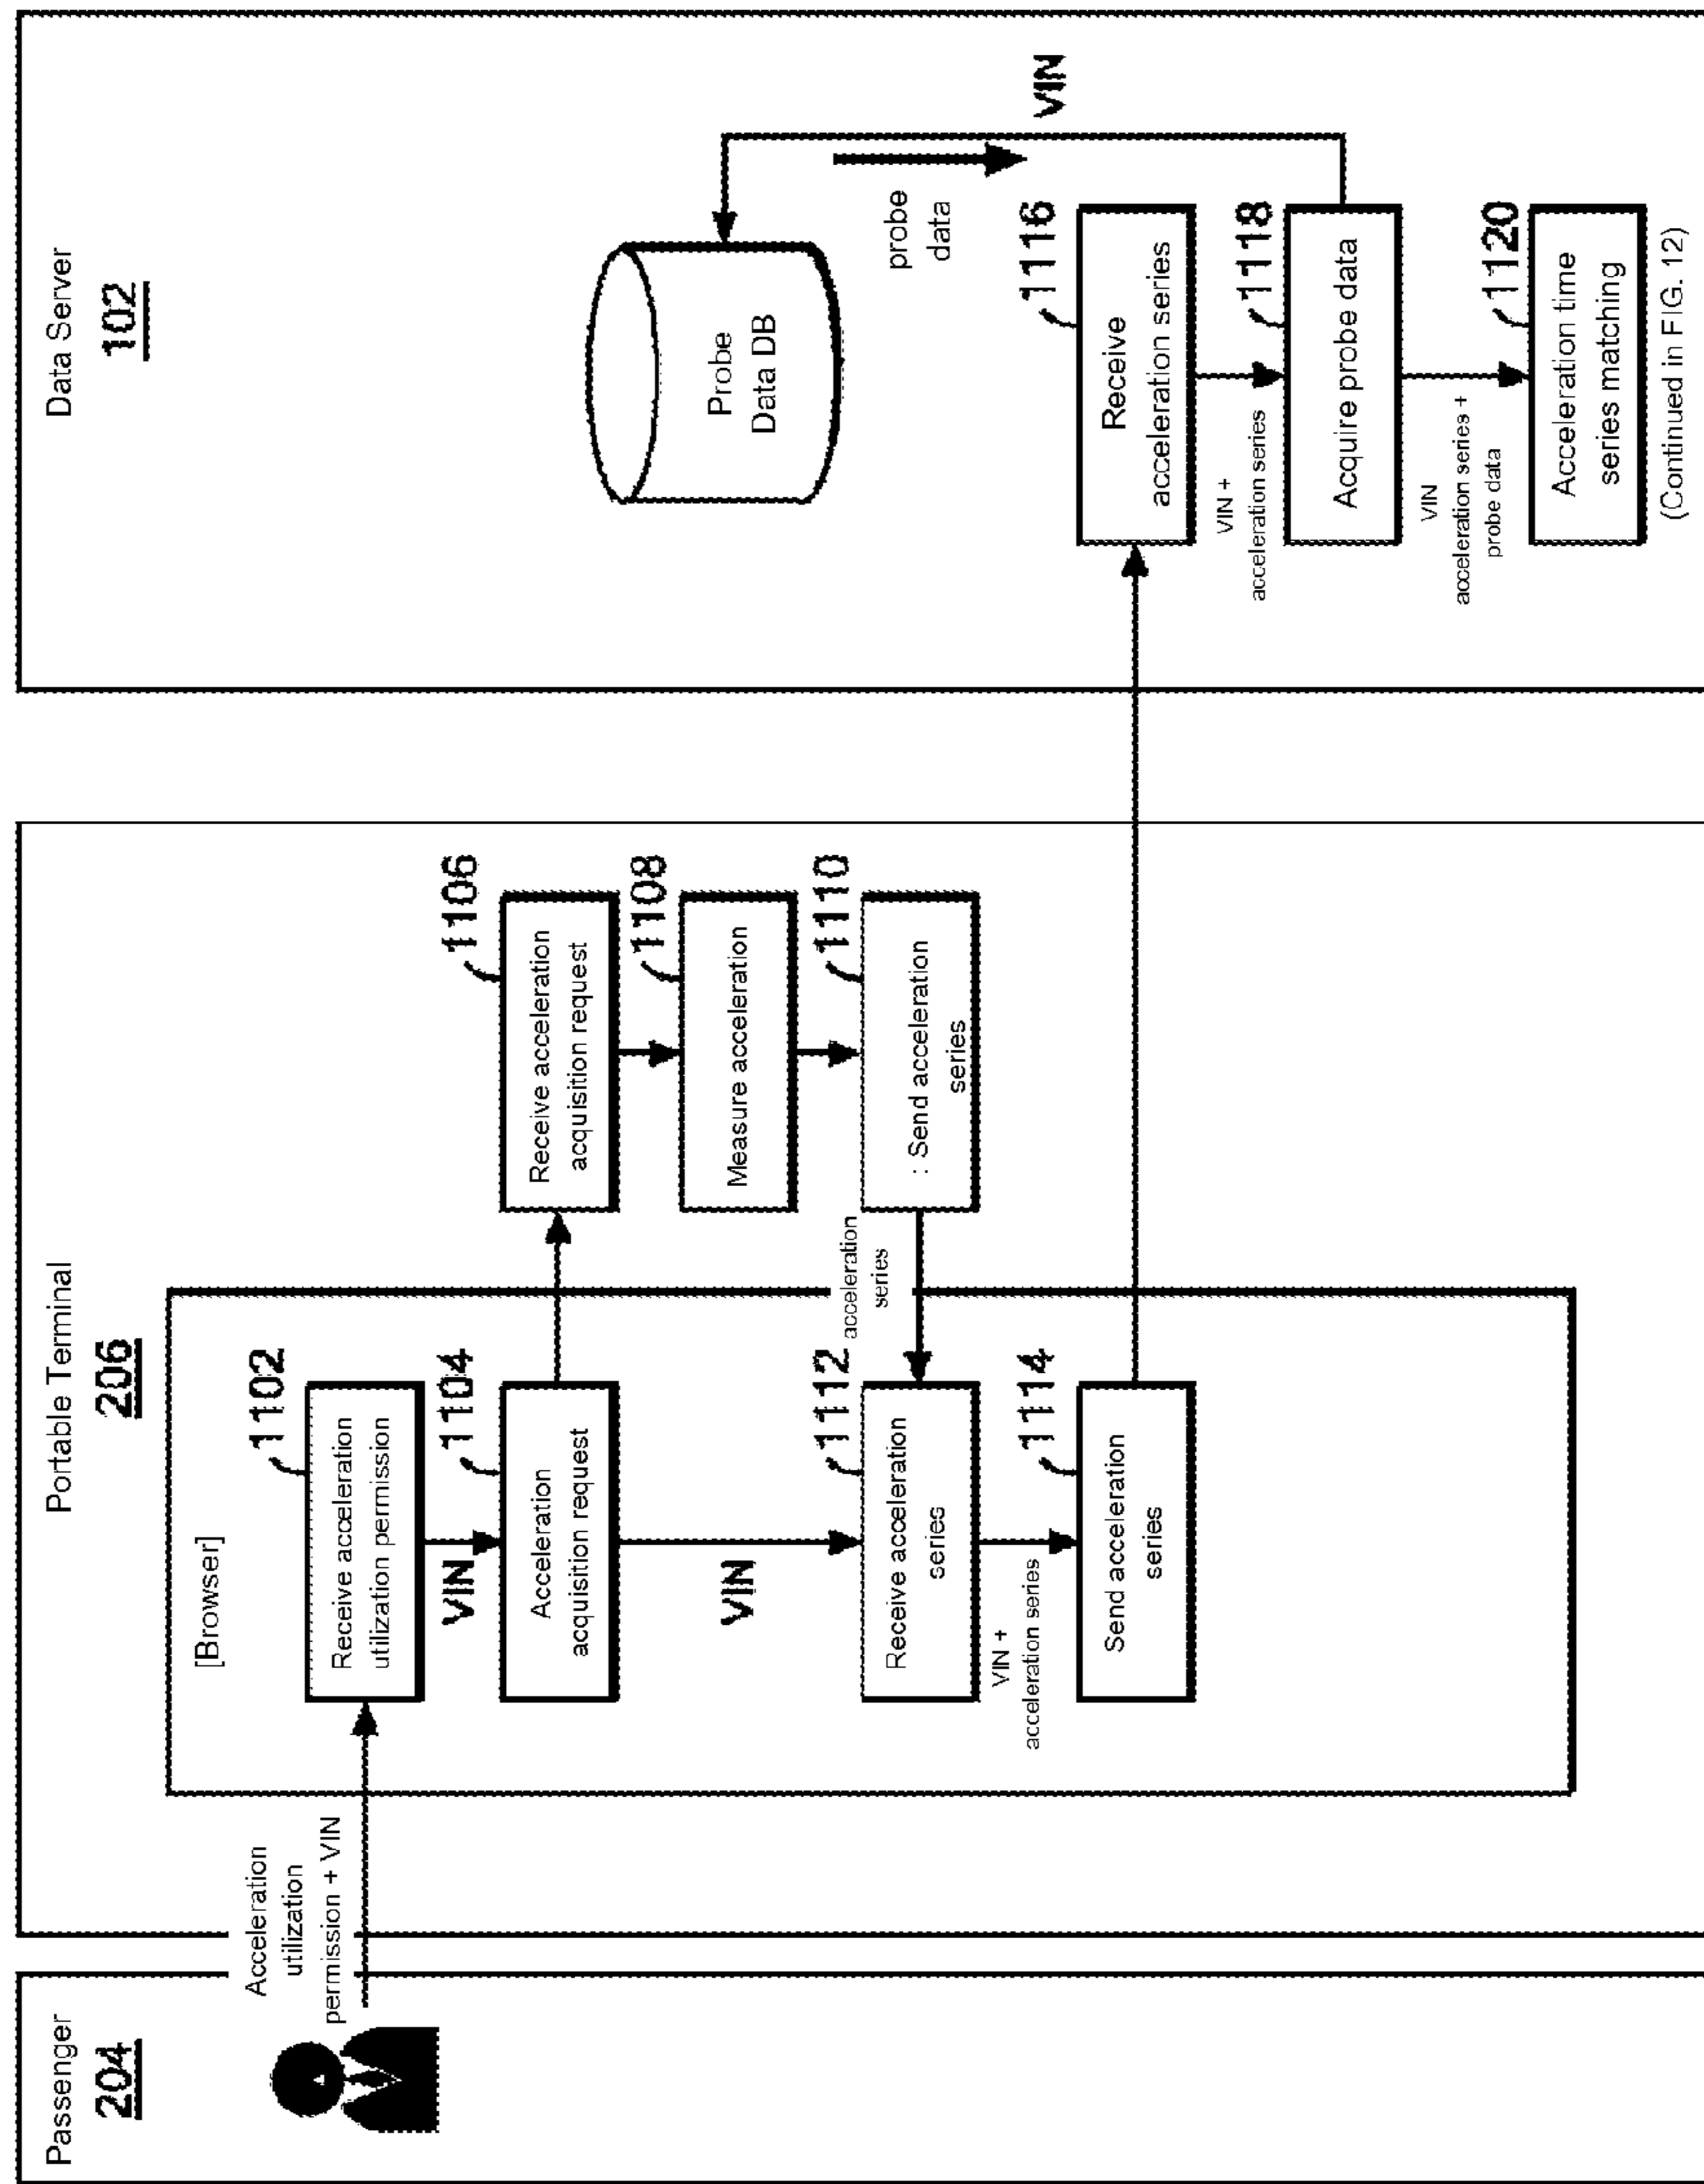 Passenger
204
Acceleration
utilization
permission + VIN
Portable Terminal
206
[Browser]
1102
Receive acceleration
utilization permission
VIN
1104
Acceleration
acquisition request
1106
Receive acceleration
acquisition request
1108
Measure acceleration
1110
: Send acceleration
series
acceleration
series
VIN
1112
Receive acceleration
series
VIN +
acceleration series
1114
Send acceleration
series
Data Server
102
Probe
Data DB
probe
data
VIN
1116
Receive
acceleration series
VIN +
acceleration series
1118
Acquire probe data
VIN
acceleration series +
probe data
1120
Acceleration time
series matching
(Continued in FIG. 12)